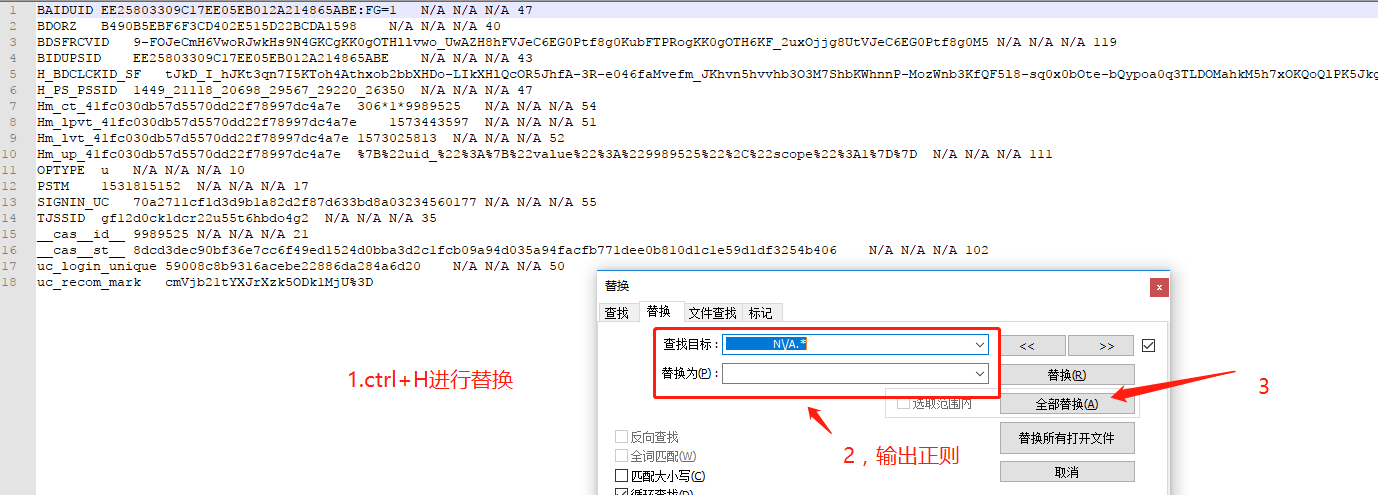 1 BAIDUID EE25803309C17EE05EB012A214865ABE:FG=1 N/A N/A N/A 47
2 BDORZ B490B5EBF6F3CD402E515D22BCDA1598 N/A N/A N/A 40
3 BDSFRCVID 9-FOJeCmH6VwoRJwkHs9N4GKCgKK0gOTHllvwo_UwAZH8hFVJeC6EG0Ptf8g0KubFTPRogKK0gOTH6KF_2uxOjjg8UtVJeC6EG0Ptf8g0M5 N/A N/A N/A 119
4 BIDUPSID EE25803309C17EE05EB012A214865ABE N/A N/A N/A 43
5 H_BDCLCKID_SF tJkD_I_hJKt3qn7I5KToh4Athxob2bbXHDo-LIkXHlQcOR5JhfA-3R-e046faMvefm_JKhvn5hvvhb3O3M7ShbKWhnnP-MozWnb3KfQF5l8-sq0x0bOte-bQypoa0q3TLDOMahkM5h7xOKQoQlPK5Jkg
6 H_PS_PSSID 1449_21118_20698_29567_29220_26350 N/A N/A N/A 47
7 Hm_ct_41fc030db57d5570dd22f78997dc4a7e 306*1*9989525 N/A N/A N/A 54
8 Hm_lpvt_41fc030db57d5570dd22f78997dc4a7e 1573443597 N/A N/A N/A 51
9 Hm_lvt_41fc030db57d5570dd22f78997dc4a7e 1573025813 N/A N/A N/A 52
10 Hm_up_41fc030db57d5570dd22f78997dc4a7e %7B%22uid_%22%3A%7B%22value%22%3A%229989525%22%2C%22scope%22%3A1%7D%7D N/A N/A N/A 111
11 OPTYPE u N/A N/A N/A 10
12 PSTM 1531815152 N/A N/A N/A 17
13 SIGNIN_UC 70a2711cf1d3d9b1a82d2f87d633bd8a03234560177 N/A N/A N/A 55
14 TJSSID gf12d0ck1dcr22u55t6hbdo4g2 N/A N/A N/A 35
15 __cas__id__ 9989525 N/A N/A N/A 21
16 __cas__st__ 8dcd3dec90bf36e7cc6f49ed1524d0bba3d2c1fcb09a94d035a94facfb771dee0b810d1c1e59d1df3254b406 N/A N/A N/A 102
17 uc_login_unique 59008c8b9316acebe22886da284a6d20 N/A N/A N/A 50
18 uc_recom_mark cmVjb21tYXJrXzk5ODk1MjU%3D
替换
x
查找 替换 文件查找 标记
查找目标: N\/A.* << >>
1.ctrl+H进行替换
替换为(P): 替换(R)
3
选取范围内 全部替换(A)
反向查找 替换所有打开文件
2，输出正则
全词匹配(W)
匹配大小写(C) 取消
循环查找(D)